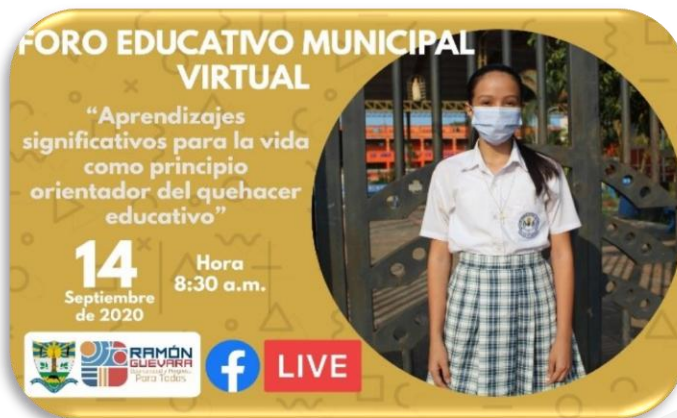 FORO EDUCATIVO MUNICIPAL
VIRTUAL
“Aprendizajes
significativos para la vida
como principio
orientador del quehacer
educativo”
14
Septiembre
de 2020
Hora
8:30 a.m.
RAMÓN
GUEVARA
Para Todos
LIVE